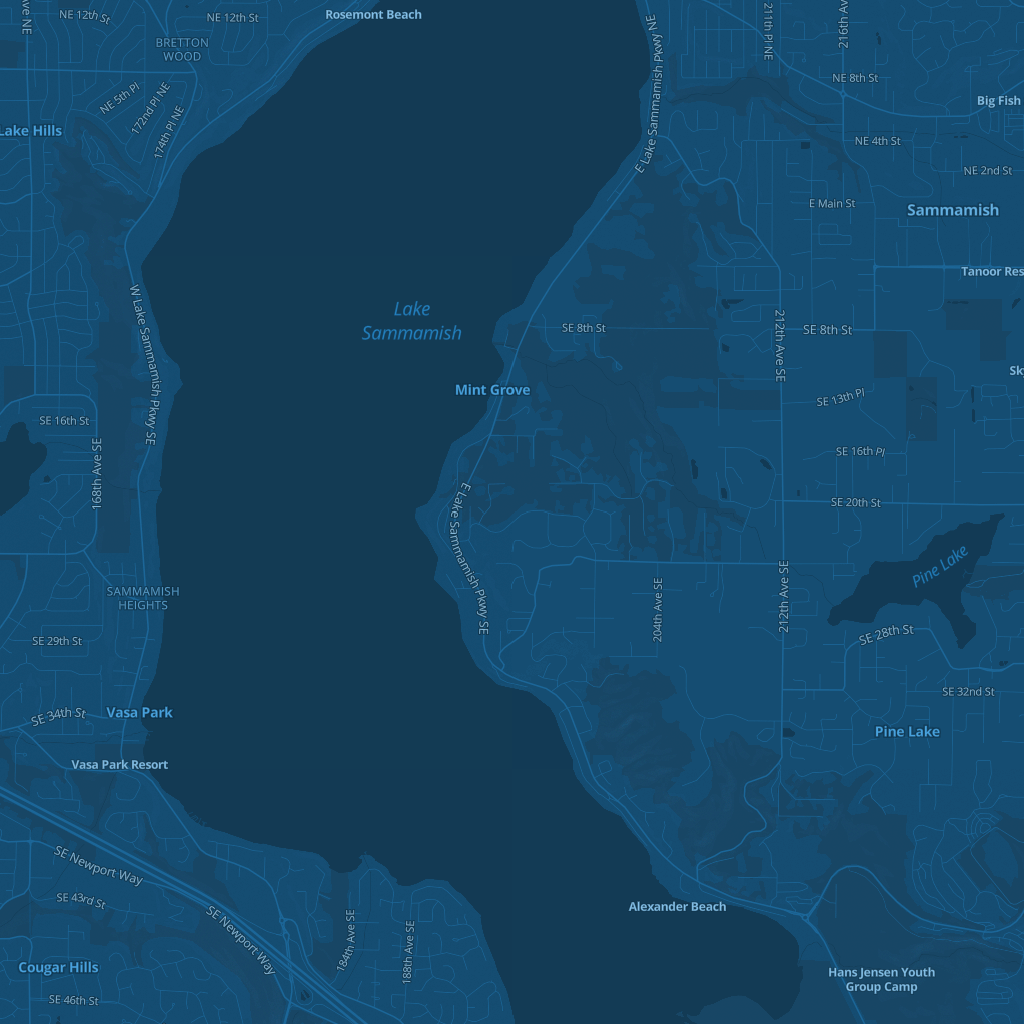 Ave NE
NE 12th St
NE 12th St
Rosemont Beach
BRETTON
WOOD
E Lake Sammamish Pkwy NE
211th Pl NE
216th Av
NE 8th St
NE 5th Pl
172nd Pl NE
174th Pl NE
Big Fish
Lake Hills
NE 4th St
NE 2nd St
E Main St
Sammamish
Tanoor Res
W Lake Sammamish Pkwy SE
Lake
Sammamish
SE 8th St
212th Ave SE
SE 8th St
Mint Grove
Sk
SE 13th Pl
SE 16th St
168th Ave SE
SE 16th Pl
E Lake Sammamish Pkwy SE
SE 20th St
Pine Lake
SAMMAMISH
HEIGHTS
204th Ave SE
212th Ave SE
SE 29th St
SE 28th St
SE 32nd St
SE 34th St
Vasa Park
Pine Lake
Vasa Park Resort
SE Newport Way
SE 43rd St
SE Newport Way
184th Ave SE
188th Ave SE
Alexander Beach
Cougar Hills
Hans Jensen Youth
Group Camp
SE 46th St